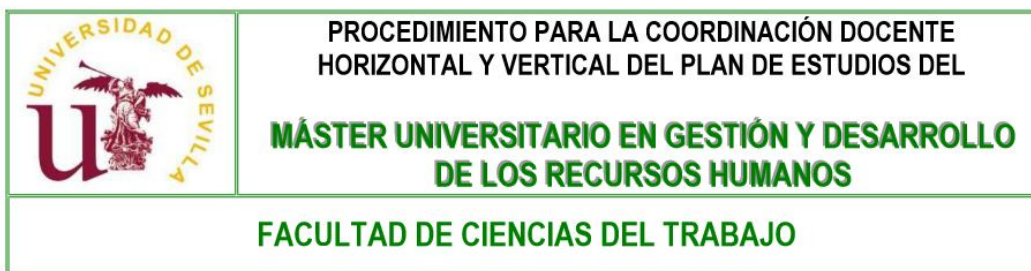 UNIVERSIDAD DE SEVILLA
PROCEDIMIENTO PARA LA COORDINACIÓN DOCENTE
HORIZONTAL Y VERTICAL DEL PLAN DE ESTUDIOS DEL
MÁSTER UNIVERSITARIO EN GESTIÓN Y DESARROLLO
DE LOS RECURSOS HUMANOS
FACULTAD DE CIENCIAS DEL TRABAJO